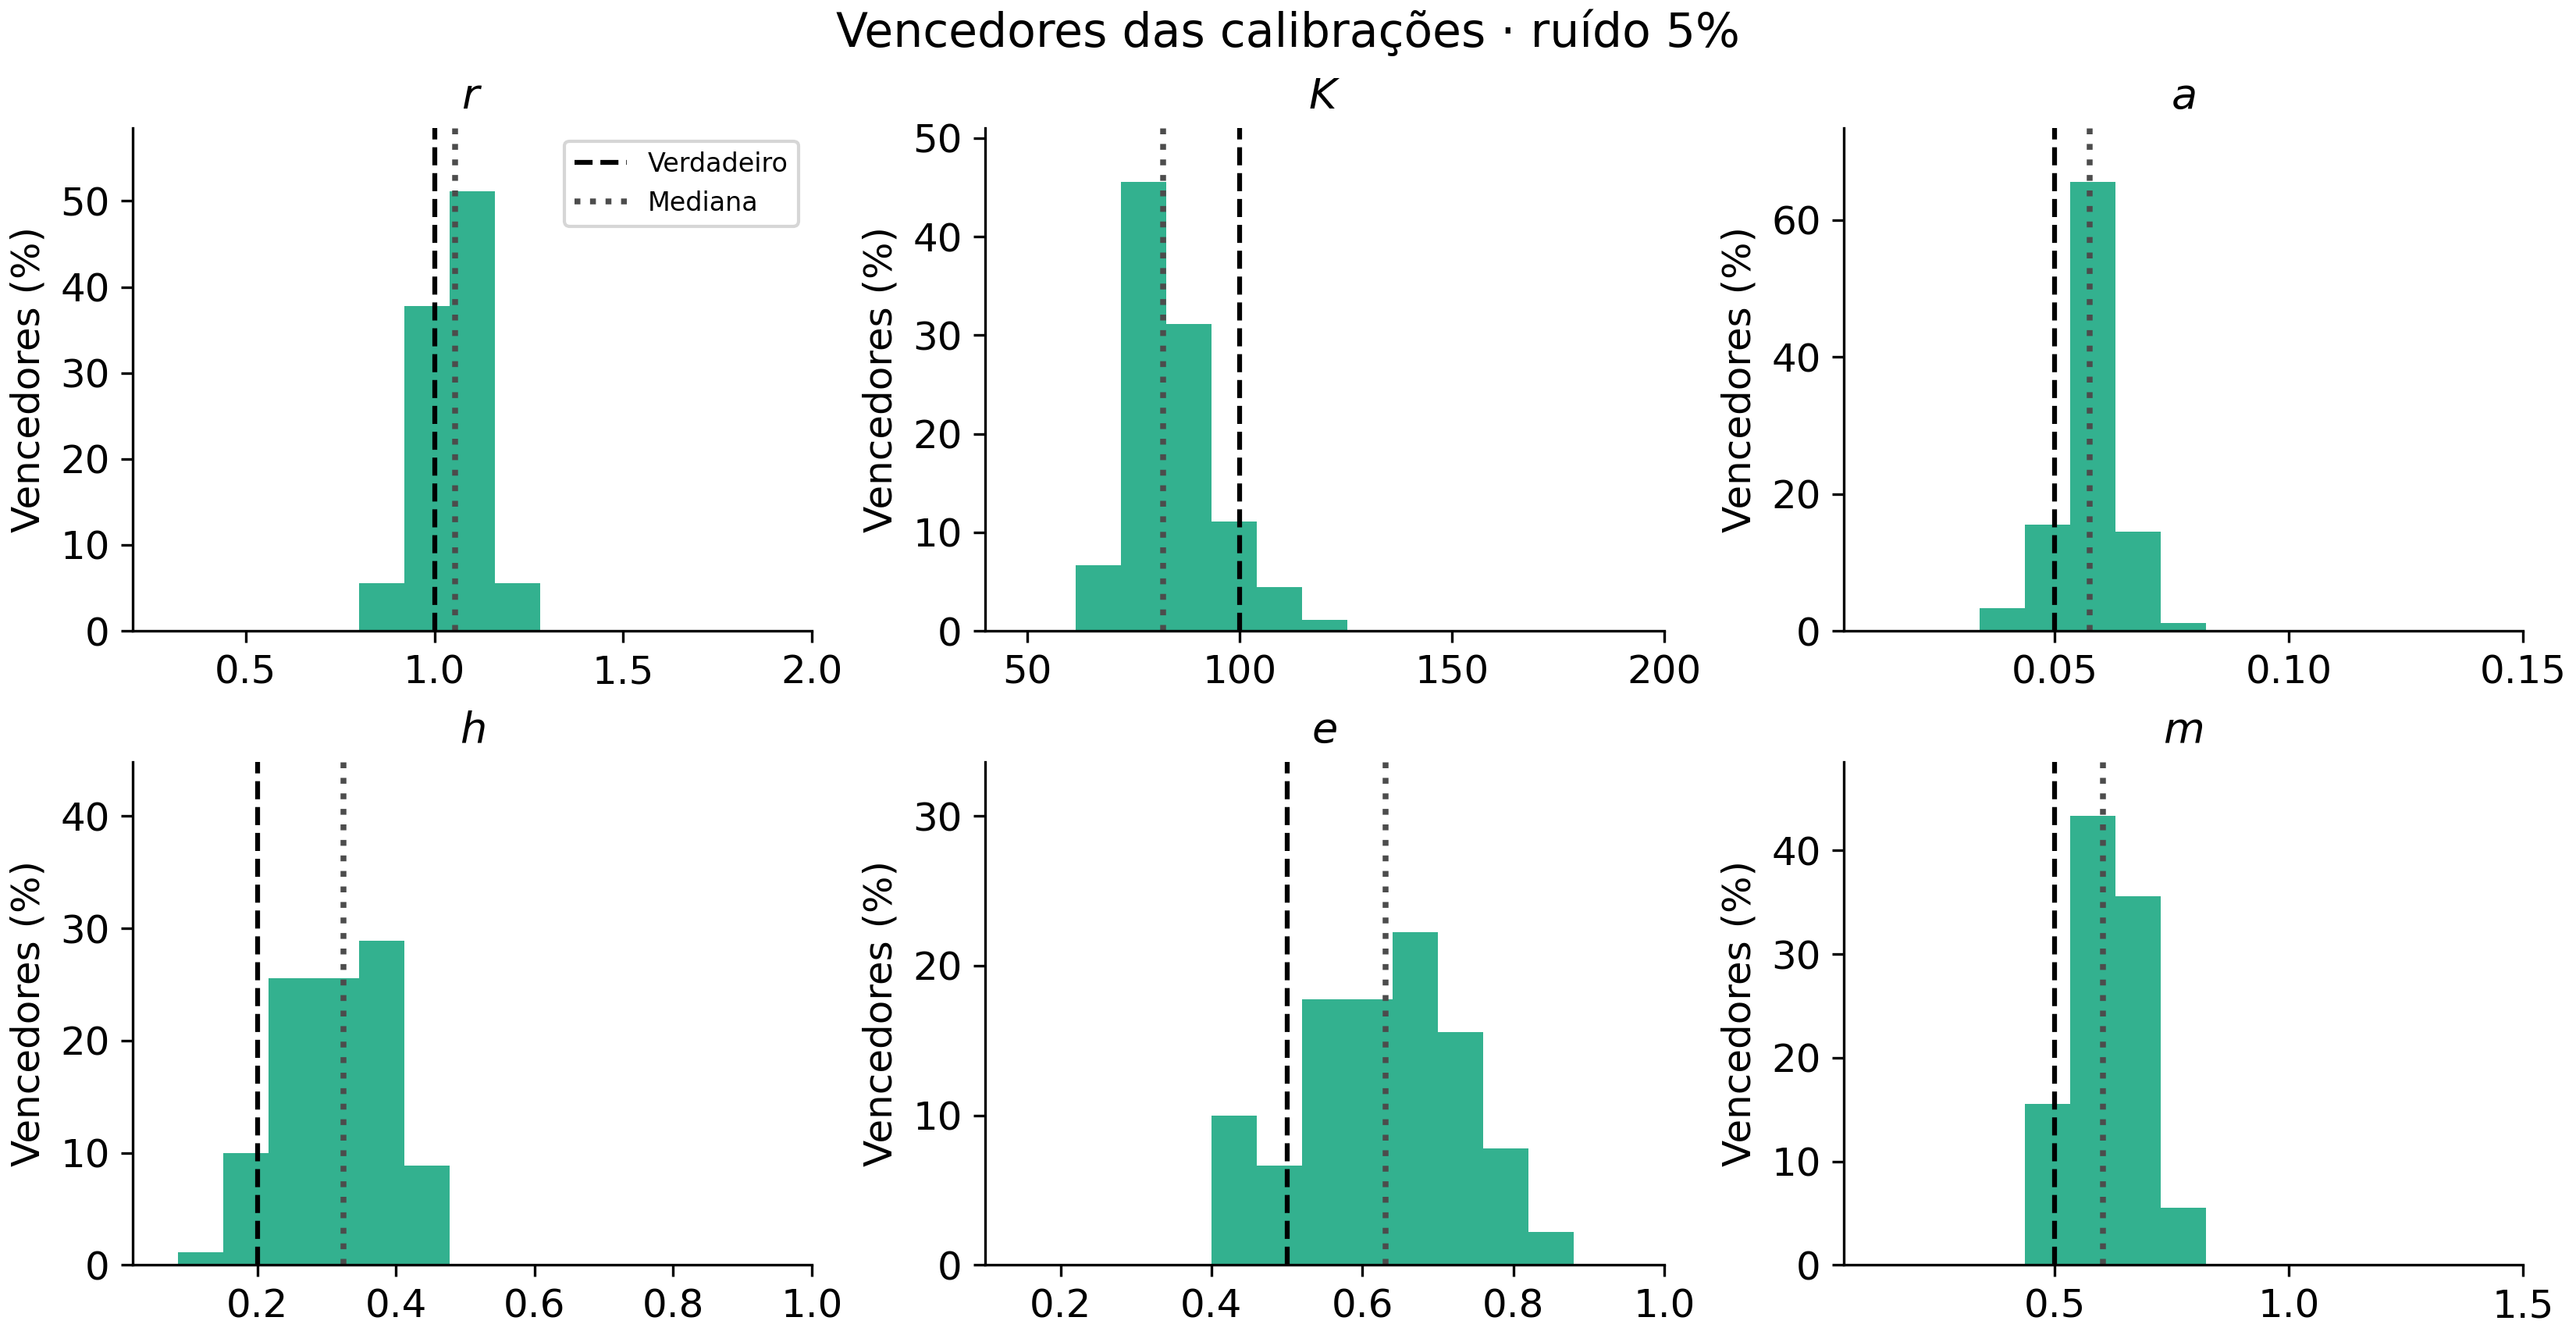 Vencedores das calibrações · ruído 5%
r
Vencedores (%)
50
40
30
20
10
0
0.5 1.0 1.5 2.0
Verdadeiro
Mediana
K
Vencedores (%)
50
40
30
20
10
0
50 100 150 200
a
Vencedores (%)
60
40
20
0
0.05 0.10 0.15
h
Vencedores (%)
40
30
20
10
0
0.2 0.4 0.6 0.8 1.0
e
Vencedores (%)
30
20
10
0
0.2 0.4 0.6 0.8 1.0
m
Vencedores (%)
40
30
20
10
0
0.5 1.0 1.5